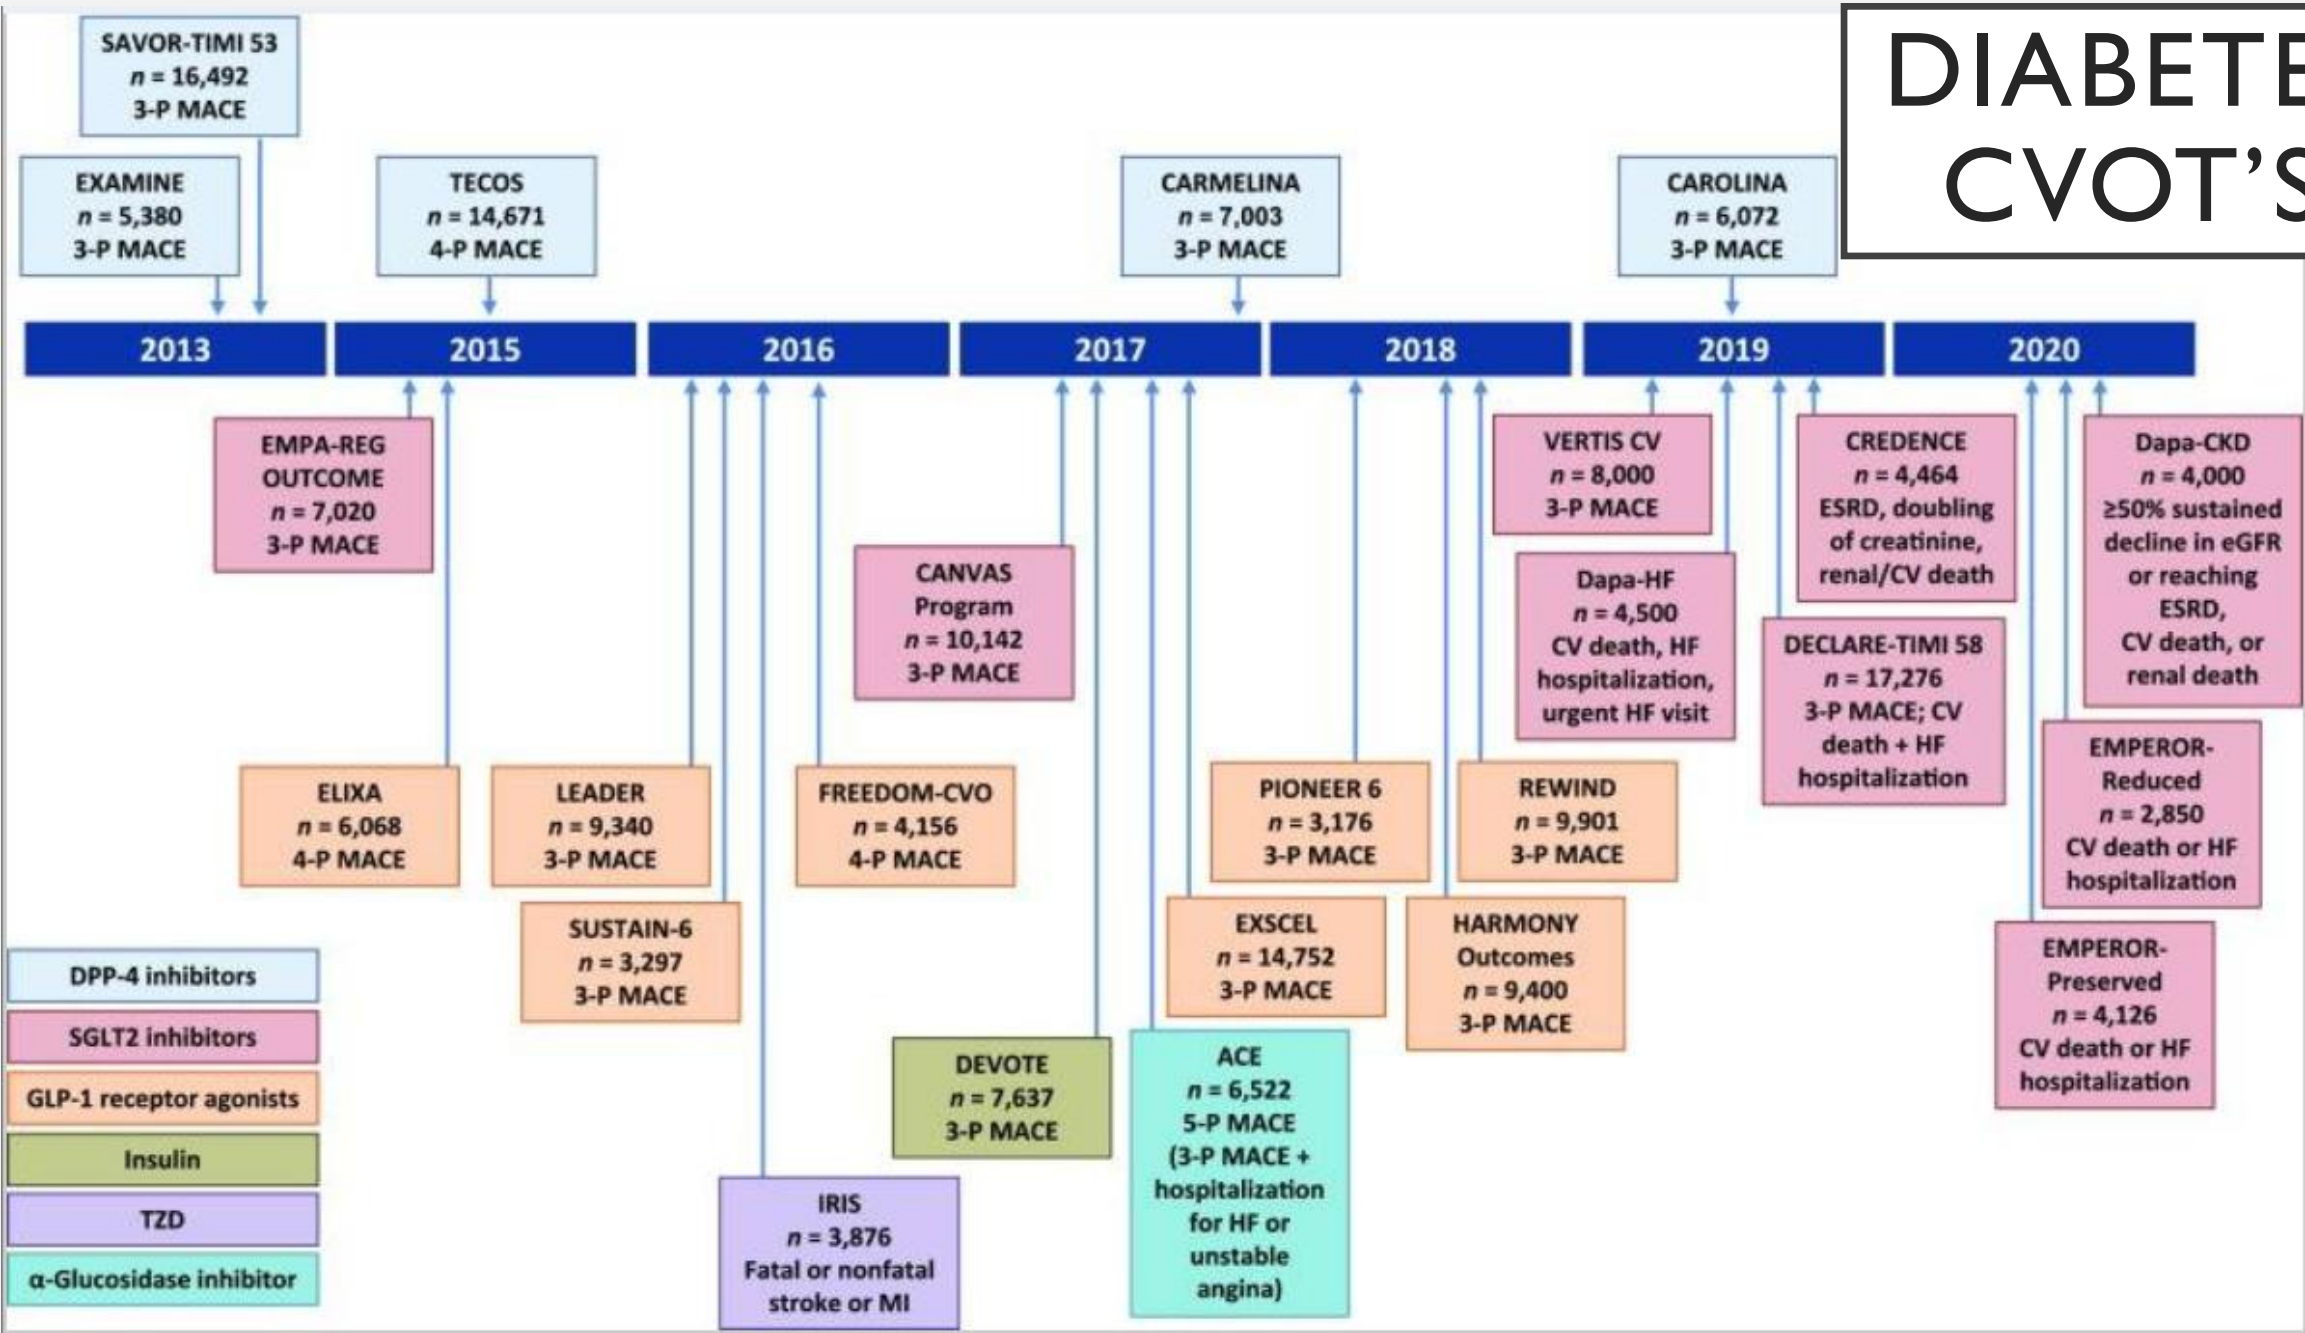 DIABETE
CVOT'S
SAVOR-TIMI 53
n = 16,492
3-P MACE
EXAMINE
n = 5,380
3-P MACE
TECOS
n = 14,671
4-P MACE
CARMELINA
n = 7,003
3-P MACE
CAROLINA
n = 6,072
3-P MACE
2013
2015
2016
2017
2018
2019
2020
EMPA-REG
OUTCOME
n = 7,020
3-P MACE
CANVAS
Program
n = 10,142
3-P MACE
VERTIS CV
n = 8,000
3-P MACE
CREDENCE
n = 4,464
ESRD, doubling
of creatinine,
renal/CV death
Dapa-CKD
n = 4,000
≥50% sustained
decline in eGFR
or reaching
ESRD,
CV death, or
renal death
Dapa-HF
n = 4,500
CV death, HF
hospitalization,
urgent HF visit
DECLARE-TIMI 58
n = 17,276
3-P MACE; CV
death + HF
hospitalization
ELIXA
n = 6,068
4-P MACE
LEADER
n = 9,340
3-P MACE
FREEDOM-CVO
n = 4,156
4-P MACE
PIONEER 6
n = 3,176
3-P MACE
REWIND
n = 9,901
3-P MACE
EMPEROR-
Reduced
n = 2,850
CV death or HF
hospitalization
SUSTAIN-6
n = 3,297
3-P MACE
EXSCEL
n = 14,752
3-P MACE
HARMONY
Outcomes
n = 9,400
3-P MACE
EMPEROR-
Preserved
n = 4,126
CV death or HF
hospitalization
DEVOTE
n = 7,637
3-P MACE
ACE
n = 6,522
5-P MACE
(3-P MACE +
hospitalization
for HF or
unstable
angina)
IRIS
n = 3,876
Fatal or nonfatal
stroke or MI
DPP-4 inhibitors
SGLT2 inhibitors
GLP-1 receptor agonists
Insulin
TZD
α-Glucosidase inhibitor